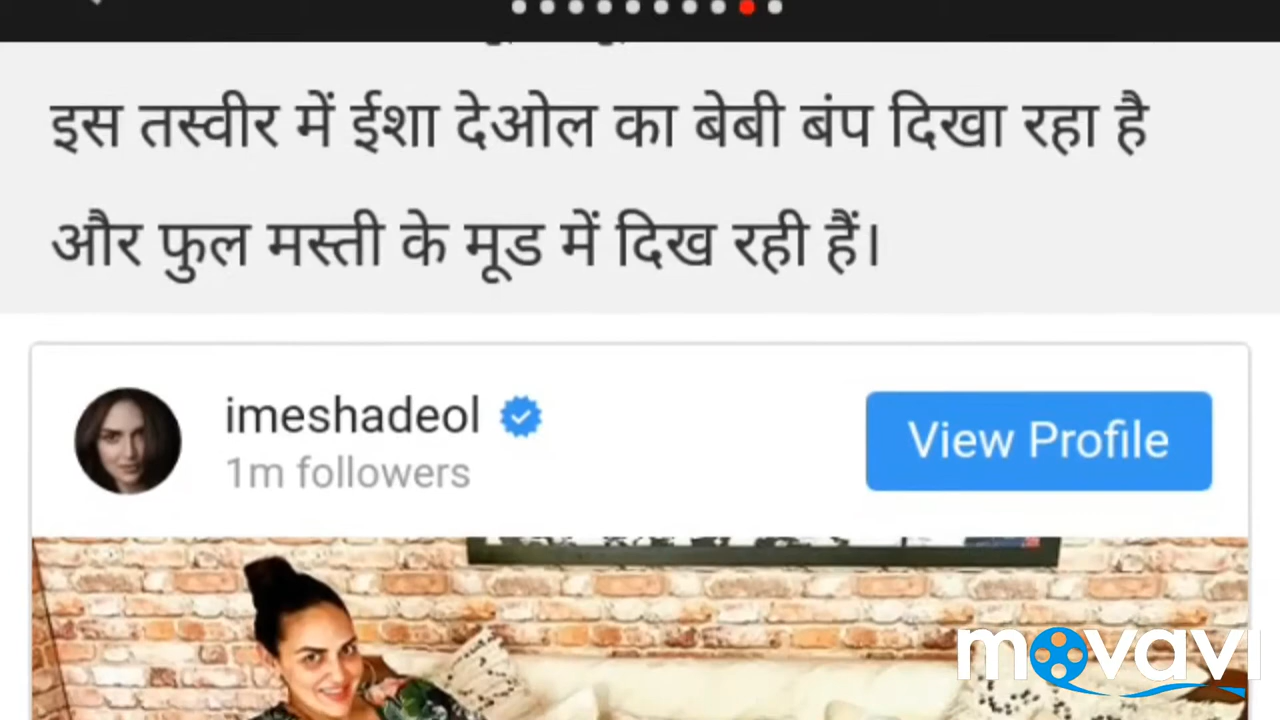 इस तस्वीर में ईशा देओल का बेबी बंप दिखा रहा है
और फुल मस्ती के मूड में दिख रही हैं।
imeshadeol
1m followers
View Profile
movavi